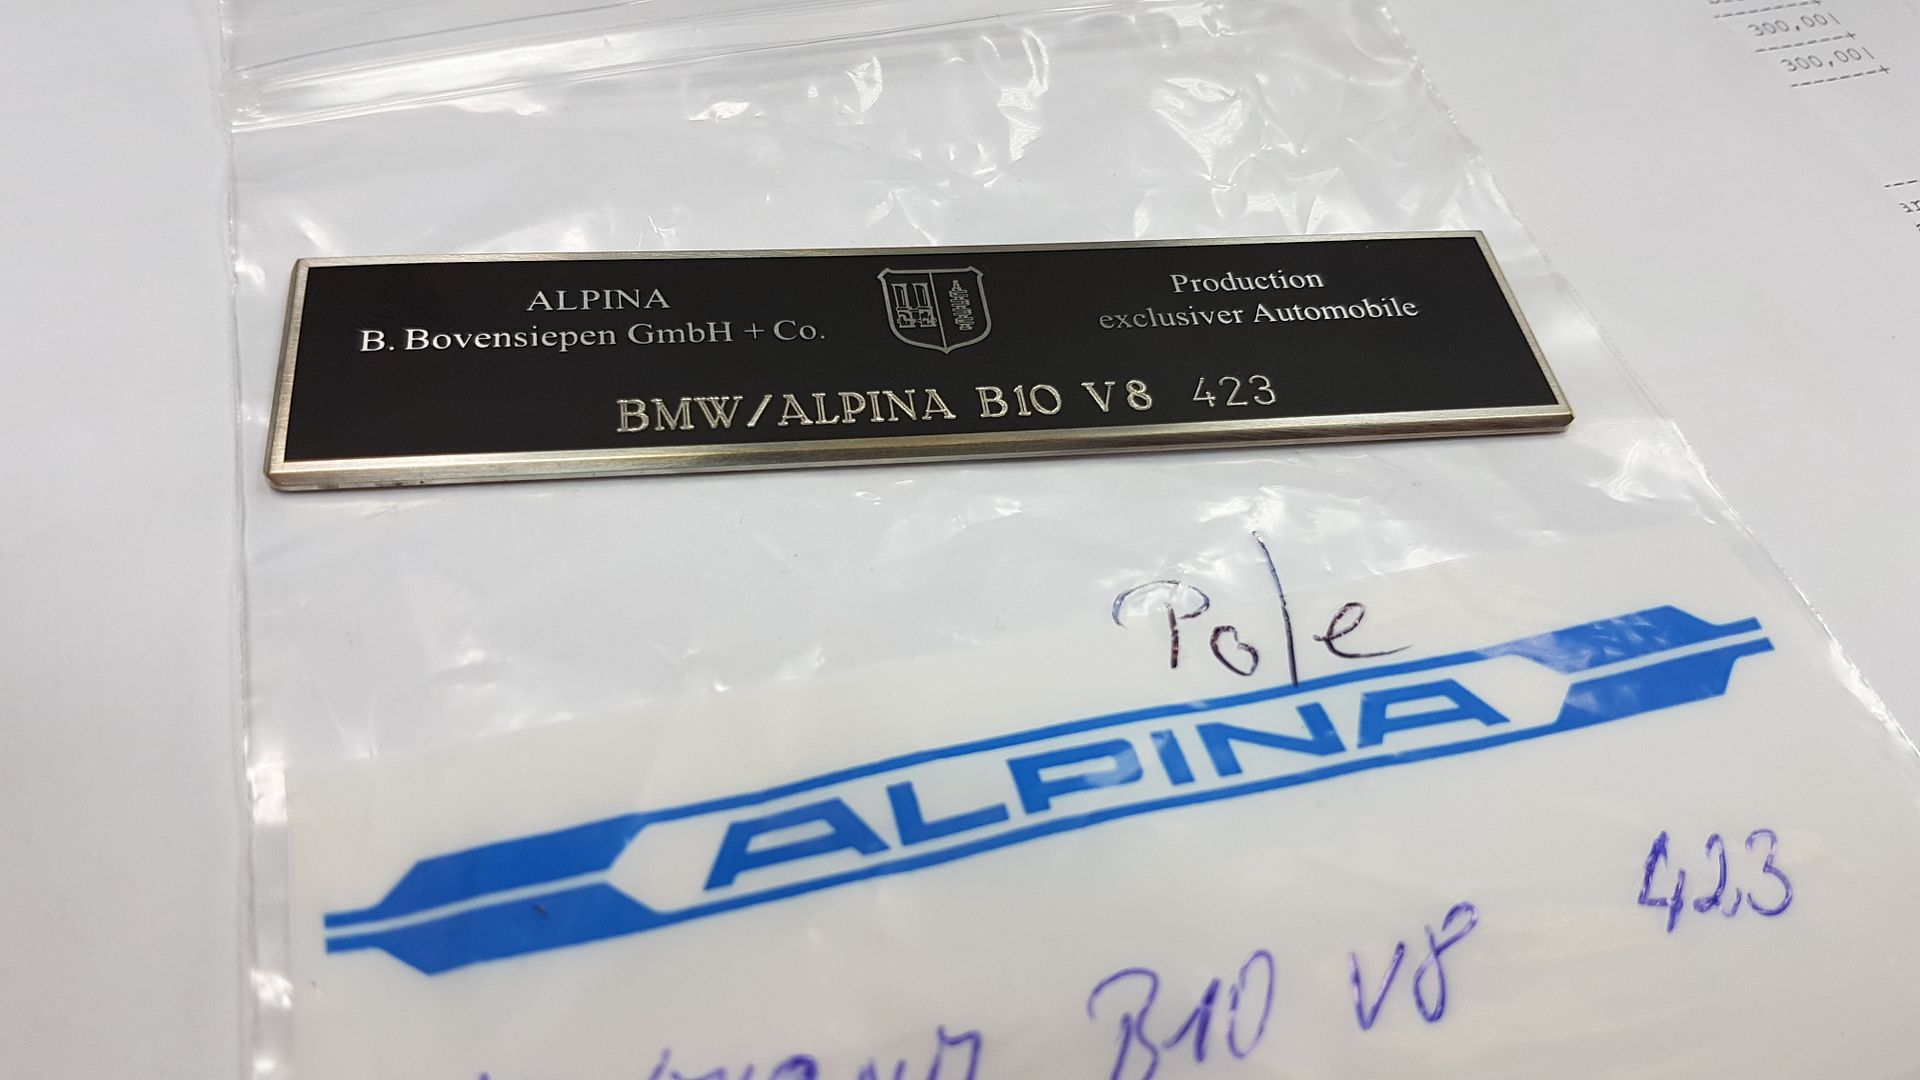 300,00|
300,00|
ALPINA
B. Bovensiepen GmbH + Co.
ALPINA
Production
exclusiver Automobile
BMW/ALPINA B10 V8 423
Pole
ALPINA
423
B10 V8